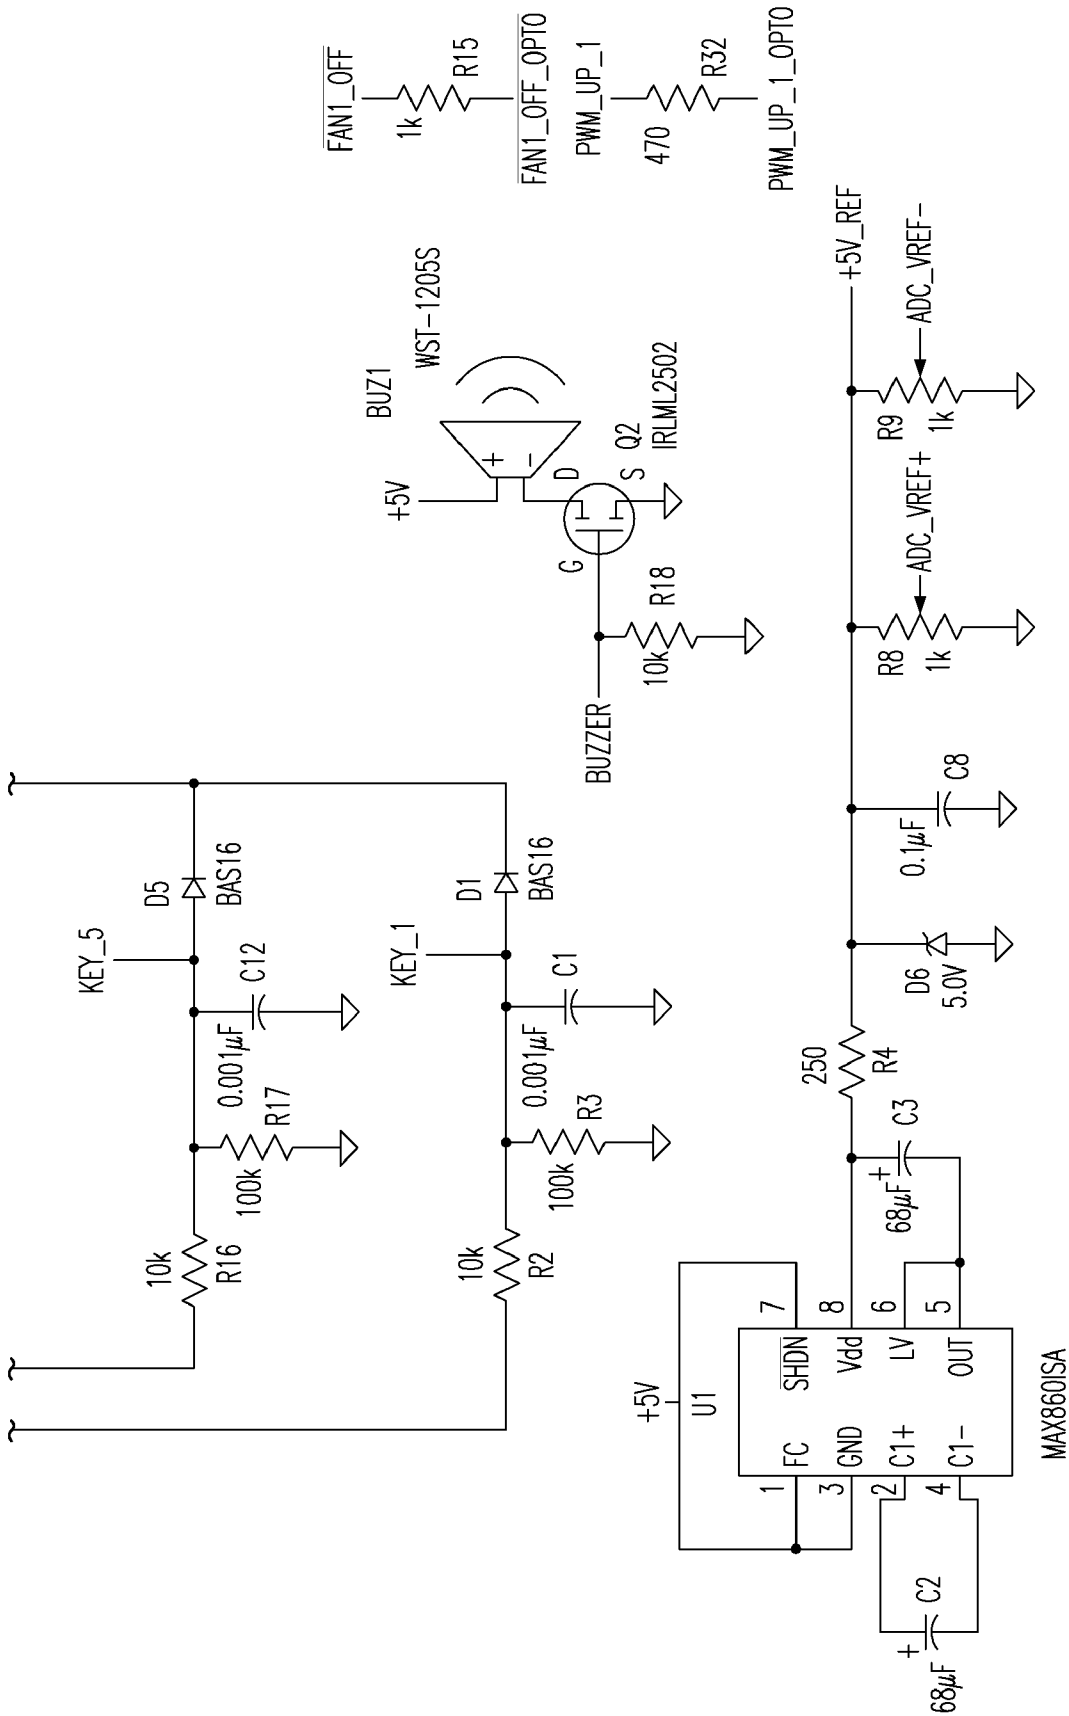 FAN1_OFF
1k
R15
FAN1_OFF_OPTO
PWM_UP_1
470
R32
PWM_UP_1_OPTO
BUZ1
WST-1205S
+5V
+
-
D
S
G
Q2
IRLML2502
BUZZER
10k
R18
KEY_5
D5
BAS16
C12
0.001µF
R17
100k
10k
R16
KEY_1
D1
BAS16
C1
0.001µF
R3
100k
10k
R2
+5V_REF
ADC_VREF-
R9
1k
ADC_VREF+
R8
1k
C8
0.1µF
D6
5.0V
250
R4
C3
+
68µF
+5V
U1
7
8
6
5
SHDN
Vdd
LV
OUT
FC
GND
C1+
C1-
1
3
2
4
MAX860ISA
C2
+
68µF